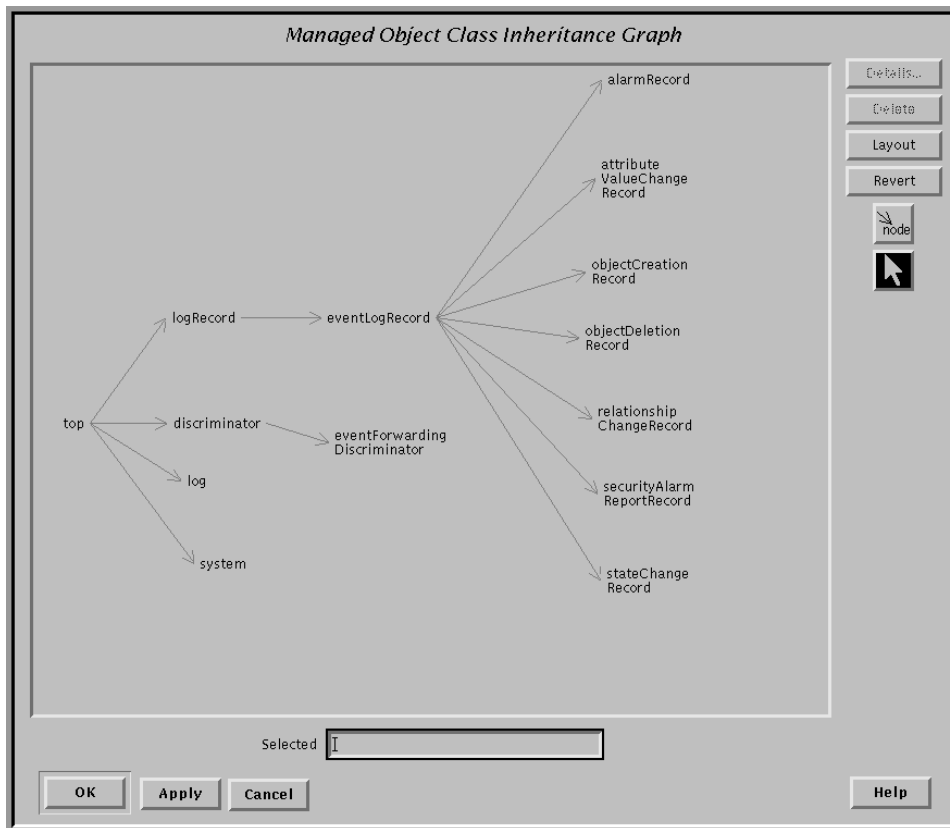 Managed Object Class Inheritance Graph
alarmRecord
attribute
ValueChange
Record
objectCreation
Record
logRecord
eventLogRecord
objectDeletion
Record
top
discriminator
eventForwarding
Discriminator
relationship
ChangeRecord
log
securityAlarm
ReportRecord
system
stateChange
Record
Details...
Delete
Layout
Revert
node
Selected
OK
Apply
Cancel
Help